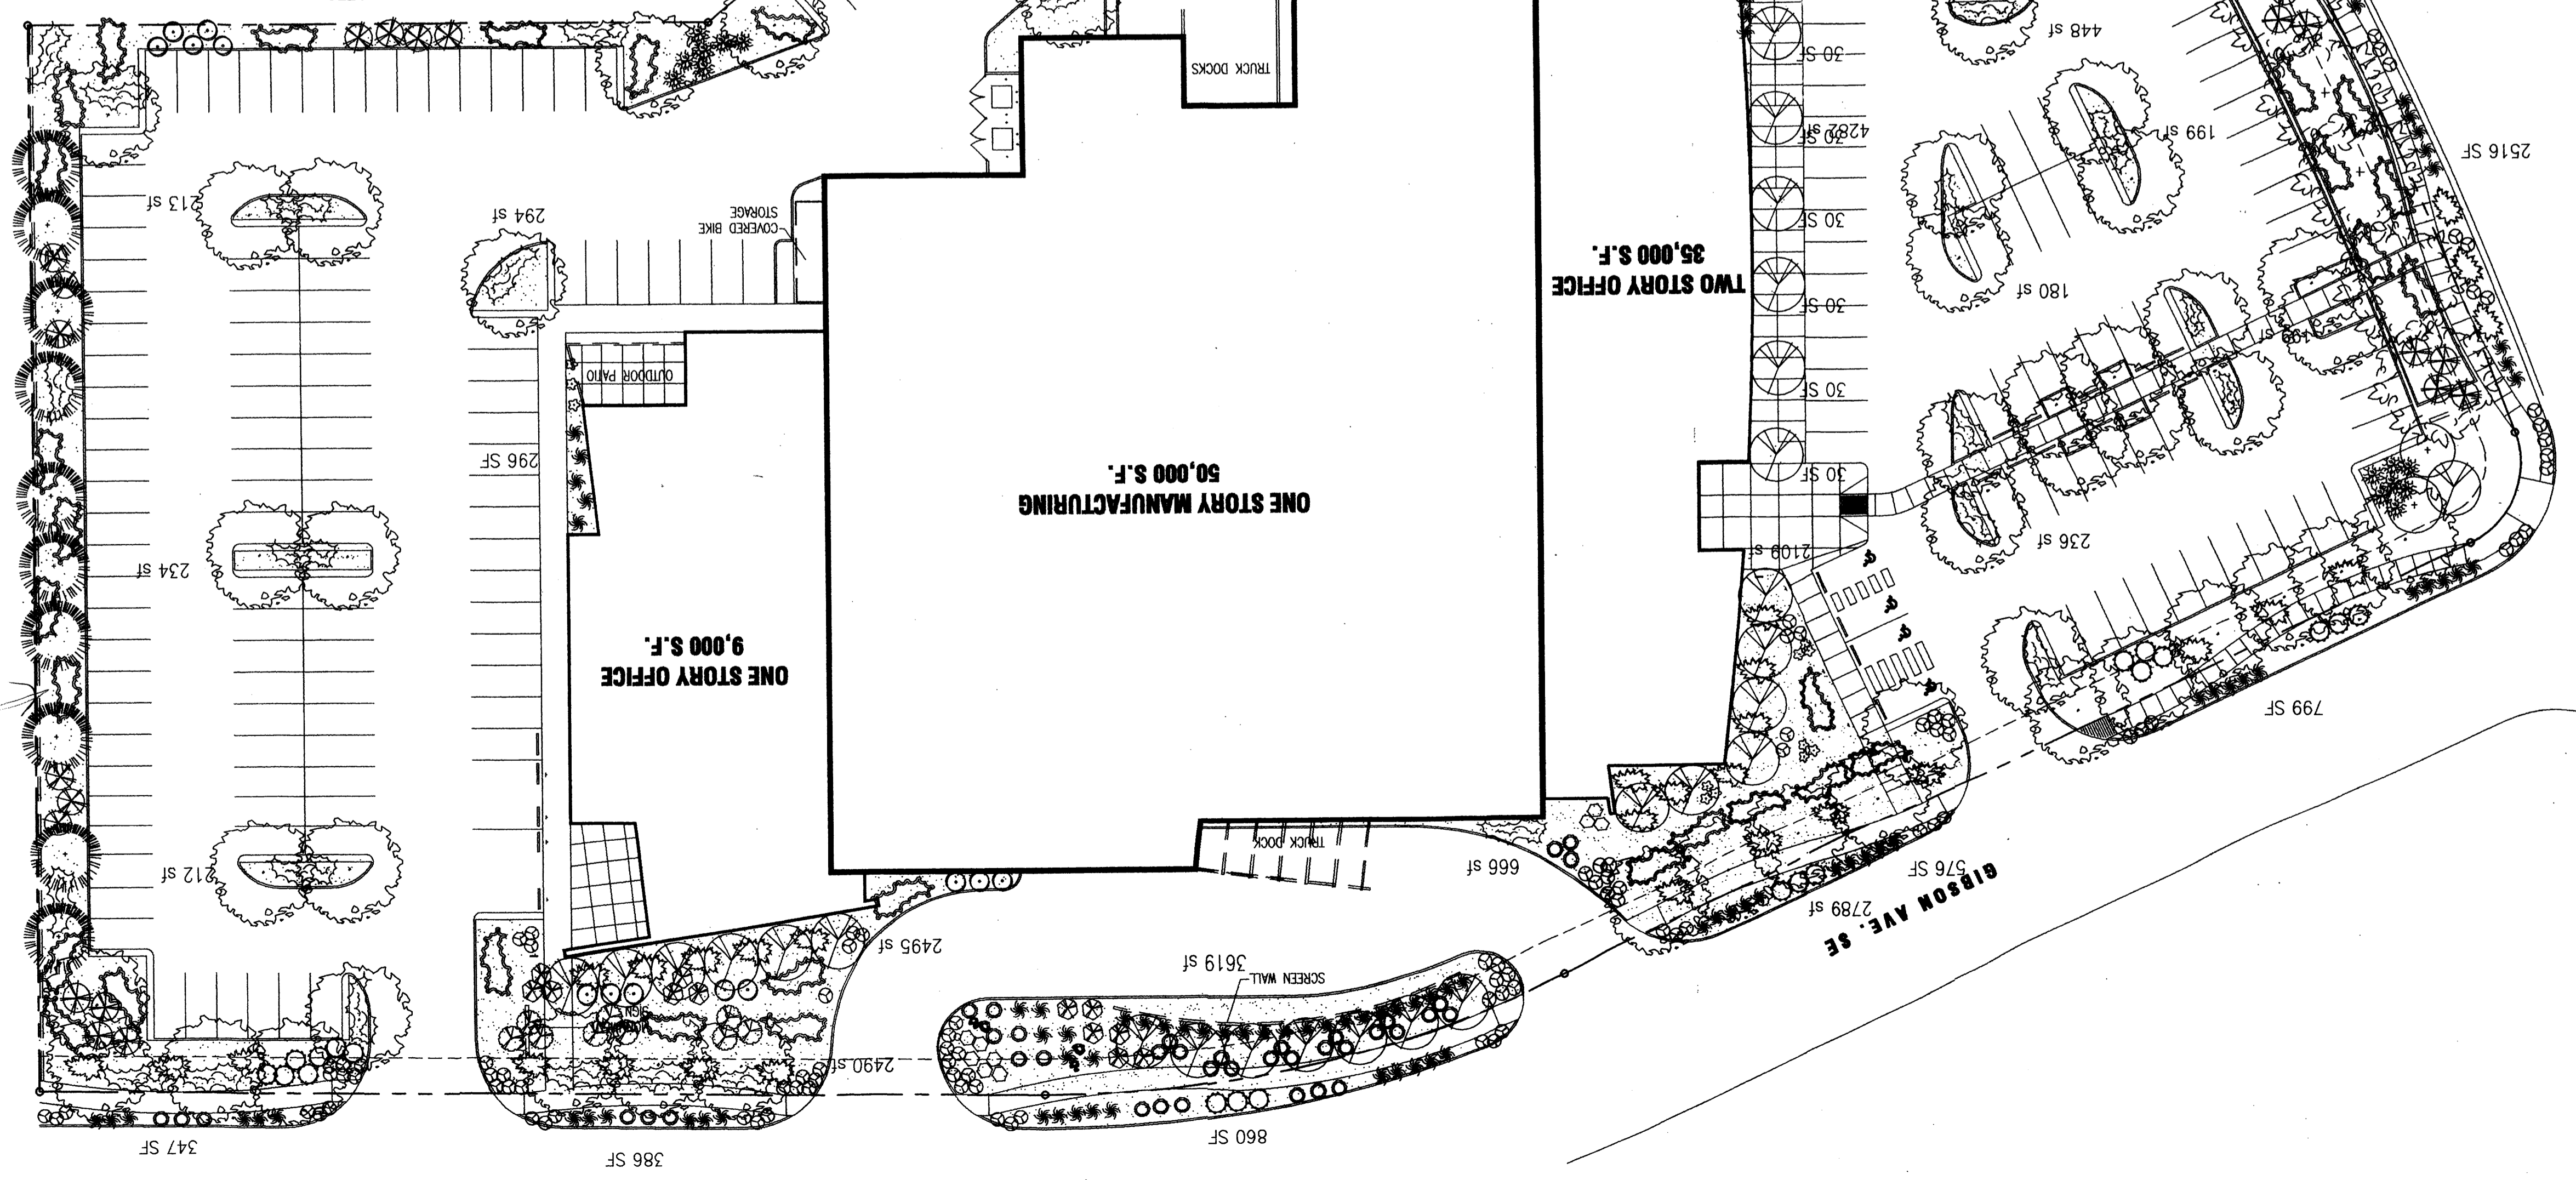 347 SF
386 SF
860 SF
799 SF
GIBSON AVE. SE
576 SF
2789 sf
2490 sf
3619 sf
SCREEN WALL
2495 sf
666 sf
TRUCK DOCK
212 sf
ONE STORY OFFICE
9,000 S.F.
234 sf
236 sf
2109 sf
ONE STORY MANUFACTURING
50,000 S.F.
30 SF
296 SF
OUTDOOR PATIO
30 SF
TWO STORY OFFICE
35,000 S.F.
180 sf
30 SF
COVERED BIKE
STORAGE
294 sf
213 sf
30 SF
2516 SF
199 sf
4282 sf
30 SF
TRUCK DOCKS
30 SF
448 sf